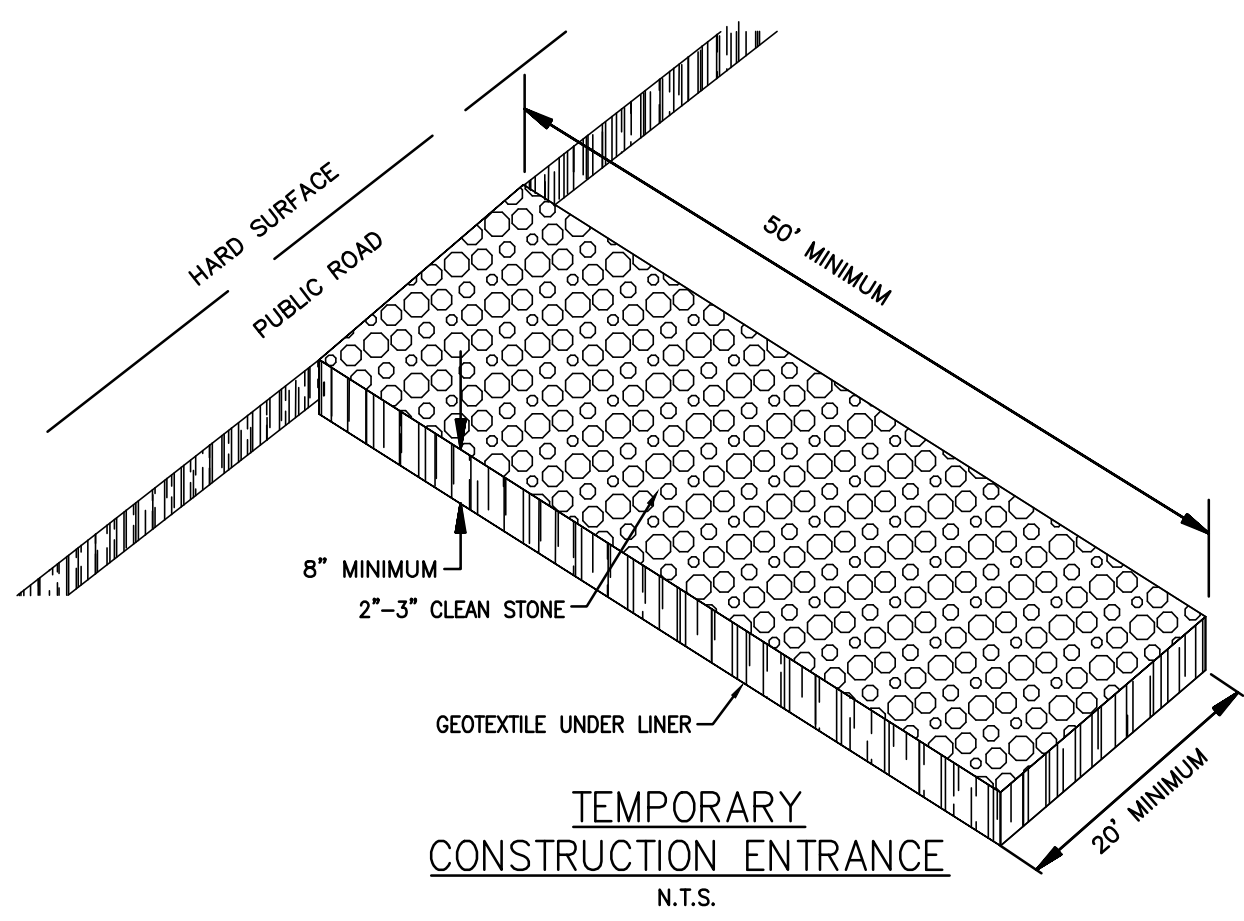 HARD SURFACE
PUBLIC ROAD
50' MINIMUM
8" MINIMUM
2"-3" CLEAN STONE
GEOTEXTILE UNDER LINER
20' MINIMUM
TEMPORARY
CONSTRUCTION ENTRANCE
N.T.S.